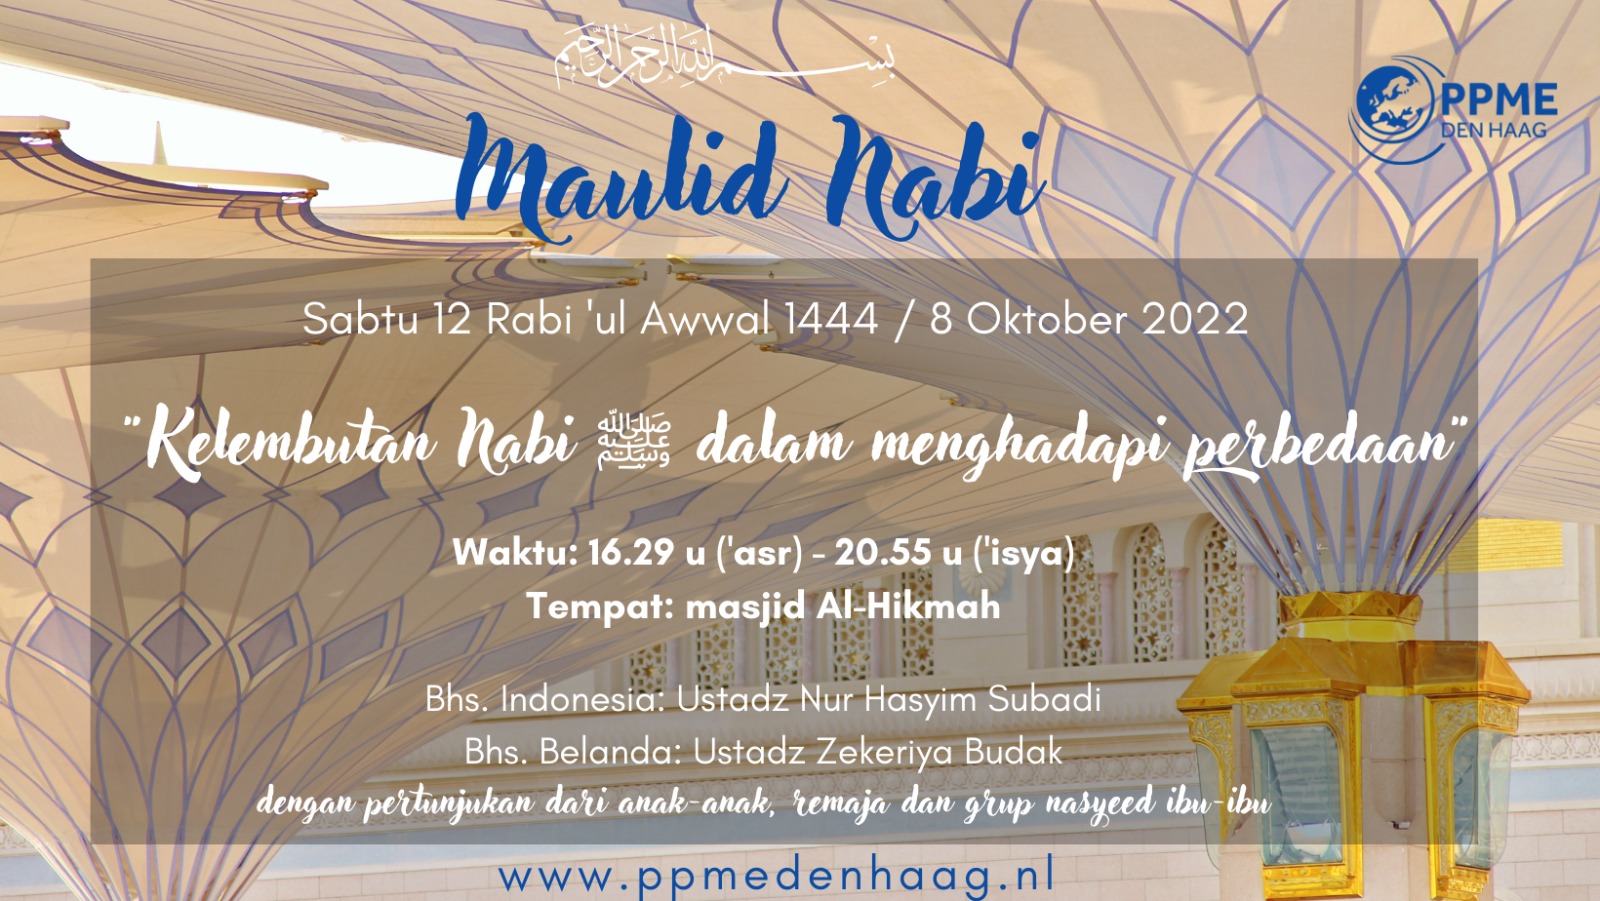 بسم الله الرحمن الرحيم
PPME
DEN HAAG
Maulid Nabi
Sabtu 12 Rabi 'ul Awwal 1444 / 8 Oktober 2022
"Kelembutan Nabi ﷺ dalam menghadapi perbedaan"
Waktu: 16.29 u ('asr) - 20.55 u ('isya)
Tempat: masjid Al-Hikmah
Bhs. Indonesia: Ustadz Nur Hasyim Subadi
Bhs. Belanda: Ustadz Zekeriya Budak
dengan pertunjukan dari anak-anak, remaja dan grup nasyeed ibu-ibu
www.ppmedenhaag.nl